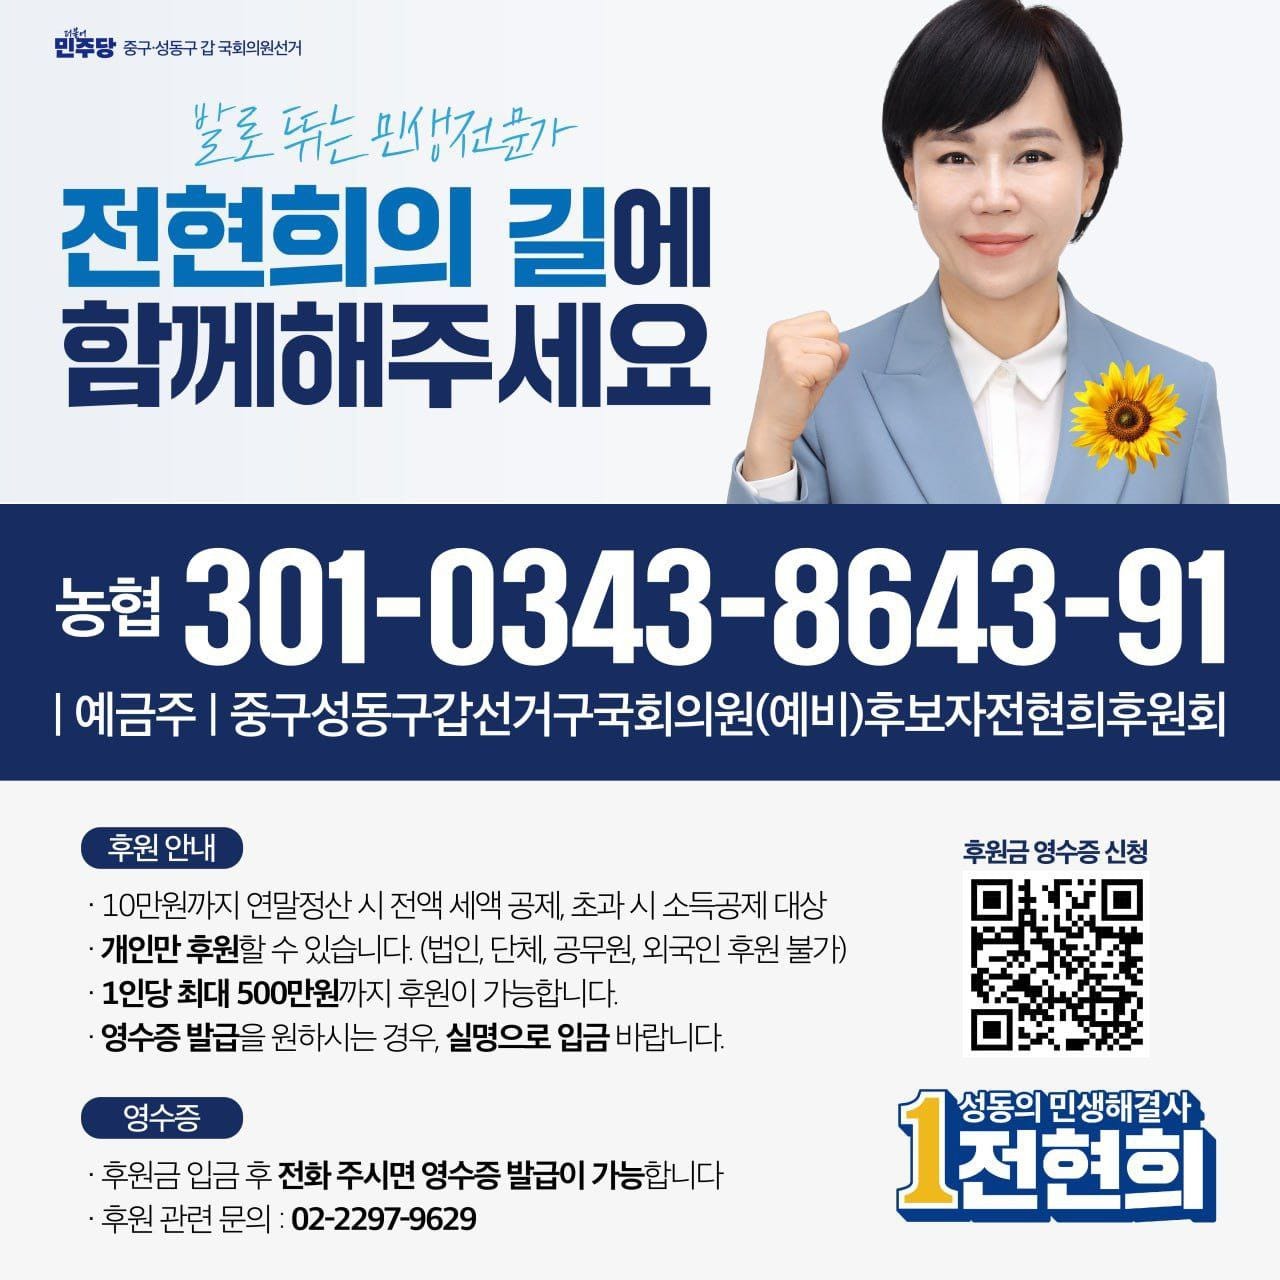 더불어
민주당 중구·성동구 갑 국회의원선거
발로 뛰는 민생전문가
전현희의 길에
함께해주세요
농협 301-0343-8643-91
| 예금주 | 중구성동구갑선거구국회의원(예비)후보자전현희후원회
후원 안내
· 10만원까지 연말정산 시 전액 세액 공제, 초과 시 소득공제 대상
· 개인만 후원할 수 있습니다. (법인, 단체, 공무원, 외국인 후원 불가)
· 1인당 최대 500만원까지 후원이 가능합니다.
· 영수증 발급을 원하시는 경우, 실명으로 입금 바랍니다.
영수증
· 후원금 입금 후 전화 주시면 영수증 발급이 가능합니다
· 후원 관련 문의 : 02-2297-9629
후원금 영수증 신청
1 성동의 민생해결사
전현희